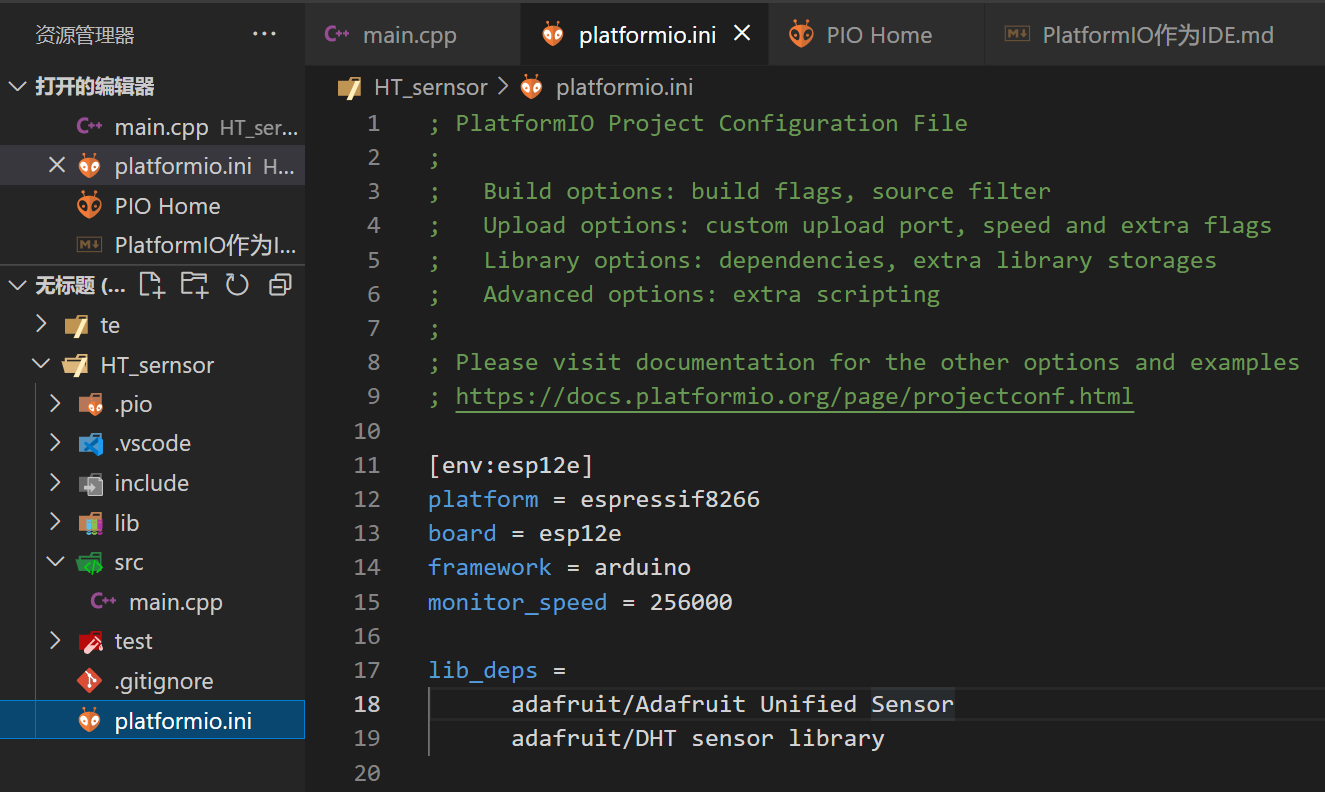 资源管理器 ...
main.cpp
platformio.ini
PIO Home
PlatformIO作为IDE.md
打开的编辑器
main.cpp HT_ser...
platformio.ini H...
PIO Home
PlatformIO作为I...
无标题 (...
te
HT_sernsor
.pio
.vscode
include
lib
src
main.cpp
test
.gitignore
platformio.ini
HT_sernsor > platformio.ini
1 ; PlatformIO Project Configuration File
2 ;
3 ;   Build options: build flags, source filter
4 ;   Upload options: custom upload port, speed and extra flags
5 ;   Library options: dependencies, extra library storages
6 ;   Advanced options: extra scripting
7 ;
8 ; Please visit documentation for the other options and examples
9 ; https://docs.platformio.org/page/projectconf.html
10
11 [env:esp12e]
12 platform = espressif8266
13 board = esp12e
14 framework = arduino
15 monitor_speed = 256000
16
17 lib_deps =
18       adafruit/Adafruit Unified Sensor
19       adafruit/DHT sensor library
20